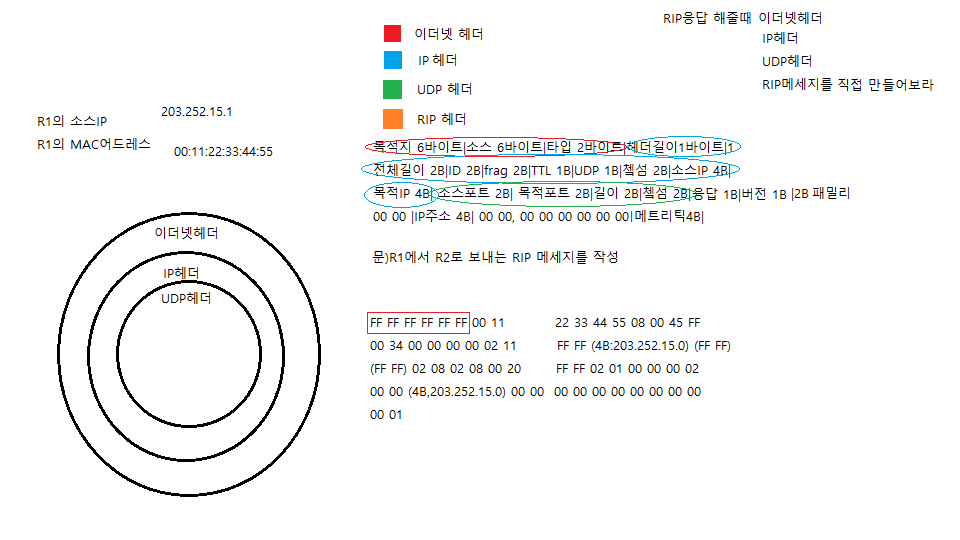 RIP응답 해줄때 이더넷헤더
IP헤더
UDP헤더
RIP메세지를 직접 만들어보라
이더넷 헤더
IP 헤더
UDP 헤더
RIP 헤더
R1의 소스IP 203.252.15.1
R1의 MAC어드레스 00:11:22:33:44:55
목적지 6바이트|소스 6바이트|타입 2바이트|헤더길이1바이트|1
전체길이 2B|ID 2B|frag 2B|TTL 1B|UDP 1B|첵섬 2B|소스IP 4B|
목적IP 4B| 소스포트 2B| 목적포트 2B|길이 2B|첵섬 2B|응답 1B|버전 1B |2B 패밀리
00 00 |IP주소 4B| 00 00, 00 00 00 00 00 00|메트리틱4B|
문)R1에서 R2로 보내는 RIP 메세지를 작성
이더넷헤더
IP헤더
UDP헤더
FF FF FF FF FF FF 00 11 22 33 44 55 08 00 45 FF
00 34 00 00 00 00 02 11 FF FF (4B:203.252.15.0) (FF FF)
(FF FF) 02 08 02 08 00 20 FF FF 02 01 00 00 00 02
00 00 (4B,203.252.15.0) 00 00 00 00 00 00 00 00 00 00
00 01